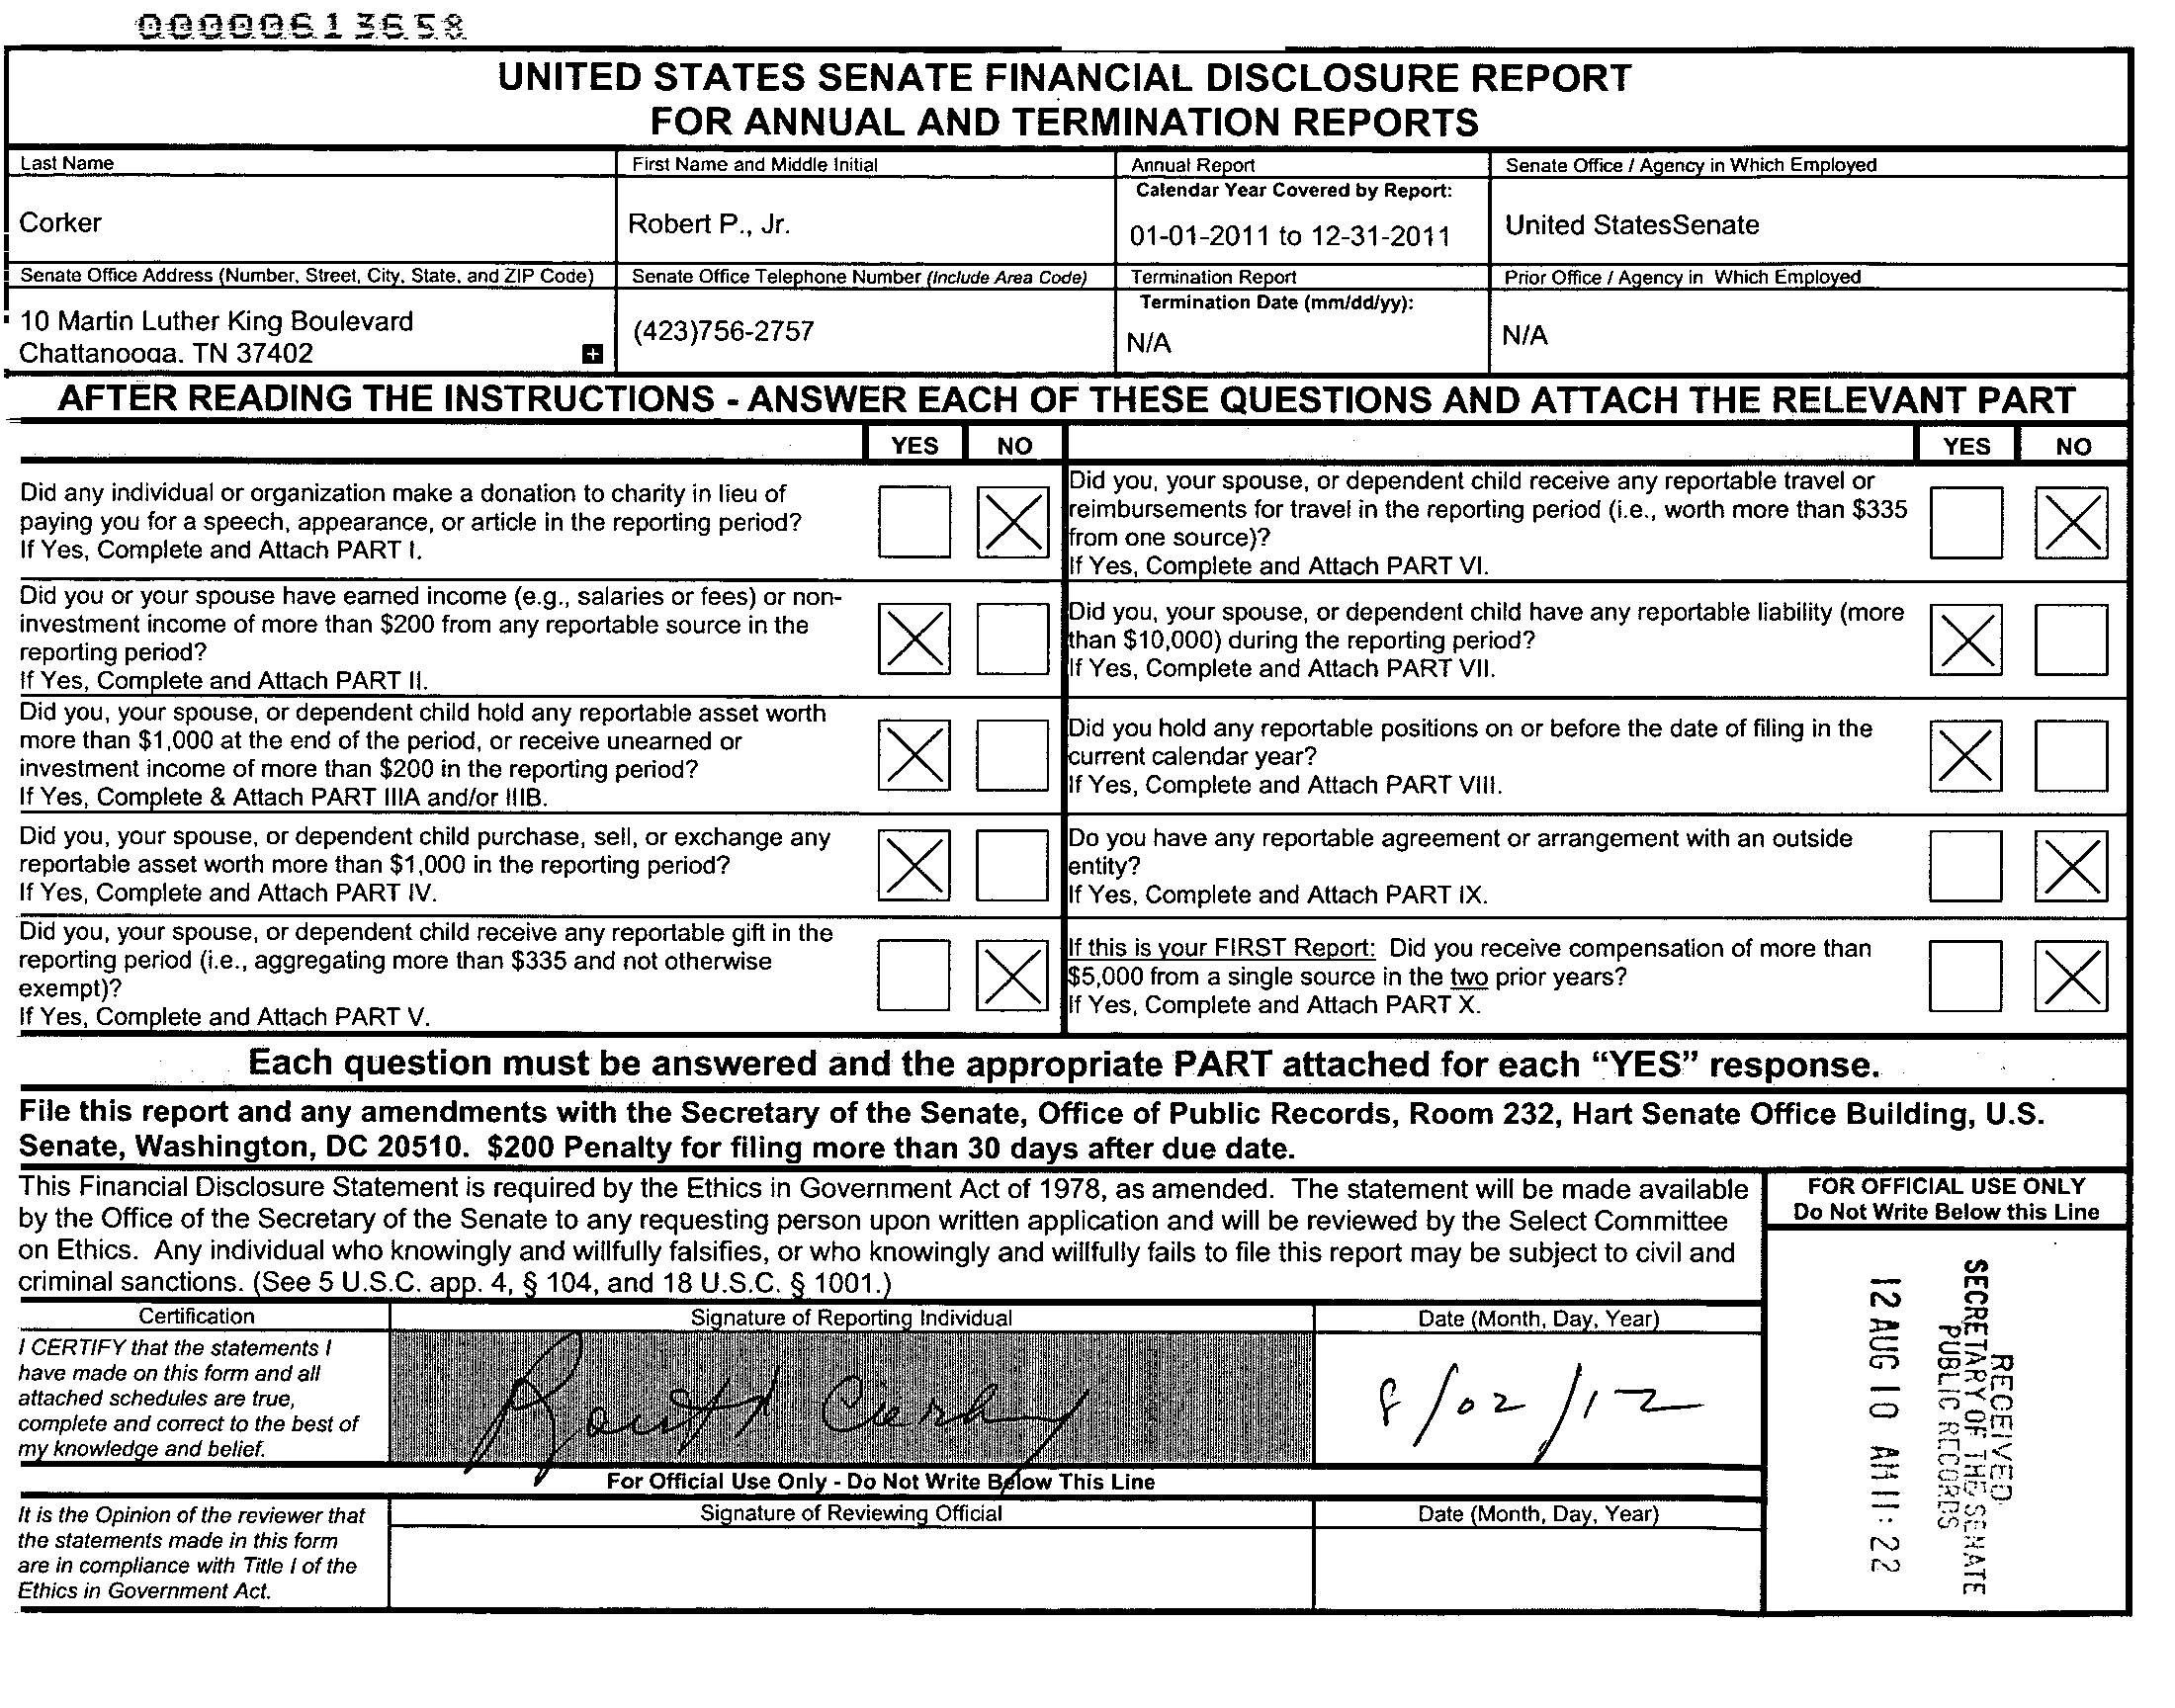 00000613658
UNITED STATES SENATE FINANCIAL DISCLOSURE REPORT
FOR ANNUAL AND TERMINATION REPORTS
Last Name
First Name and Middle Initial
Annual Report
Senate Office / Agency in Which Employed
Calendar Year Covered by Report:
Corker
Robert P., Jr.
01-01-2011 to 12-31-2011
United StatesSenate
Senate Office Address (Number, Street, City, State, and ZIP Code)
Senate Office Telephone Number (Include Area Code)
Termination Report
Prior Office / Agency in Which Employed
Termination Date (mm/dd/yy):
10 Martin Luther King Boulevard
Chattanooga, TN 37402
(423)756-2757
N/A
N/A
AFTER READING THE INSTRUCTIONS - ANSWER EACH OF THESE QUESTIONS AND ATTACH THE RELEVANT PART
YES NO
YES NO
Did any individual or organization make a donation to charity in lieu of
paying you for a speech, appearance, or article in the reporting period?
If Yes, Complete and Attach PART I.
Did you, your spouse, or dependent child receive any reportable travel or
reimbursements for travel in the reporting period (i.e., worth more than $335
from one source)?
If Yes, Complete and Attach PART VI.
Did you or your spouse have earned income (e.g., salaries or fees) or non-
investment income of more than $200 from any reportable source in the
reporting period?
If Yes, Complete and Attach PART II.
Did you, your spouse, or dependent child have any reportable liability (more
than $10,000) during the reporting period?
If Yes, Complete and Attach PART VII.
Did you, your spouse, or dependent child hold any reportable asset worth
more than $1,000 at the end of the period, or receive unearned or
investment income of more than $200 in the reporting period?
If Yes, Complete & Attach PART IIIA and/or IIIB.
Did you hold any reportable positions on or before the date of filing in the
current calendar year?
If Yes, Complete and Attach PART VIII.
Did you, your spouse, or dependent child purchase, sell, or exchange any
reportable asset worth more than $1,000 in the reporting period?
If Yes, Complete and Attach PART IV.
Do you have any reportable agreement or arrangement with an outside
entity?
If Yes, Complete and Attach PART IX.
Did you, your spouse, or dependent child receive any reportable gift in the
reporting period (i.e., aggregating more than $335 and not otherwise
exempt)?
If Yes, Complete and Attach PART V.
If this is your FIRST Report: Did you receive compensation of more than
$5,000 from a single source in the two prior years?
If Yes, Complete and Attach PART X.
Each question must be answered and the appropriate PART attached for each “YES” response.
File this report and any amendments with the Secretary of the Senate, Office of Public Records, Room 232, Hart Senate Office Building, U.S.
Senate, Washington, DC 20510. $200 Penalty for filing more than 30 days after due date.
This Financial Disclosure Statement is required by the Ethics in Government Act of 1978, as amended. The statement will be made available
by the Office of the Secretary of the Senate to any requesting person upon written application and will be reviewed by the Select Committee
on Ethics. Any individual who knowingly and willfully falsifies, or who knowingly and willfully fails to file this report may be subject to civil and
criminal sanctions. (See 5 U.S.C. app. 4, § 104, and 18 U.S.C. § 1001.)
FOR OFFICIAL USE ONLY
Do Not Write Below this Line
Certification
Signature of Reporting Individual
Date (Month, Day, Year)
I CERTIFY that the statements I
have made on this form and all
attached schedules are true,
complete and correct to the best of
my knowledge and belief.
8/02/12
For Official Use Only - Do Not Write Below This Line
It is the Opinion of the reviewer that
the statements made in this form
are in compliance with Title I of the
Ethics in Government Act.
Signature of Reviewing Official
Date (Month, Day, Year)
RECEIVED
SECRETARY OF THE SENATE
PUBLIC RECORDS
12 AUG 10 AM 11:22